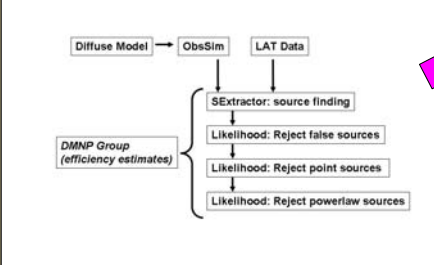 Diffuse Model
ObsSim
LAT Data
SExtractor: source finding
Likelihood: Reject false sources
DMNP Group
(efficiency estimates)
Likelihood: Reject point sources
Likelihood: Reject powerlaw sources